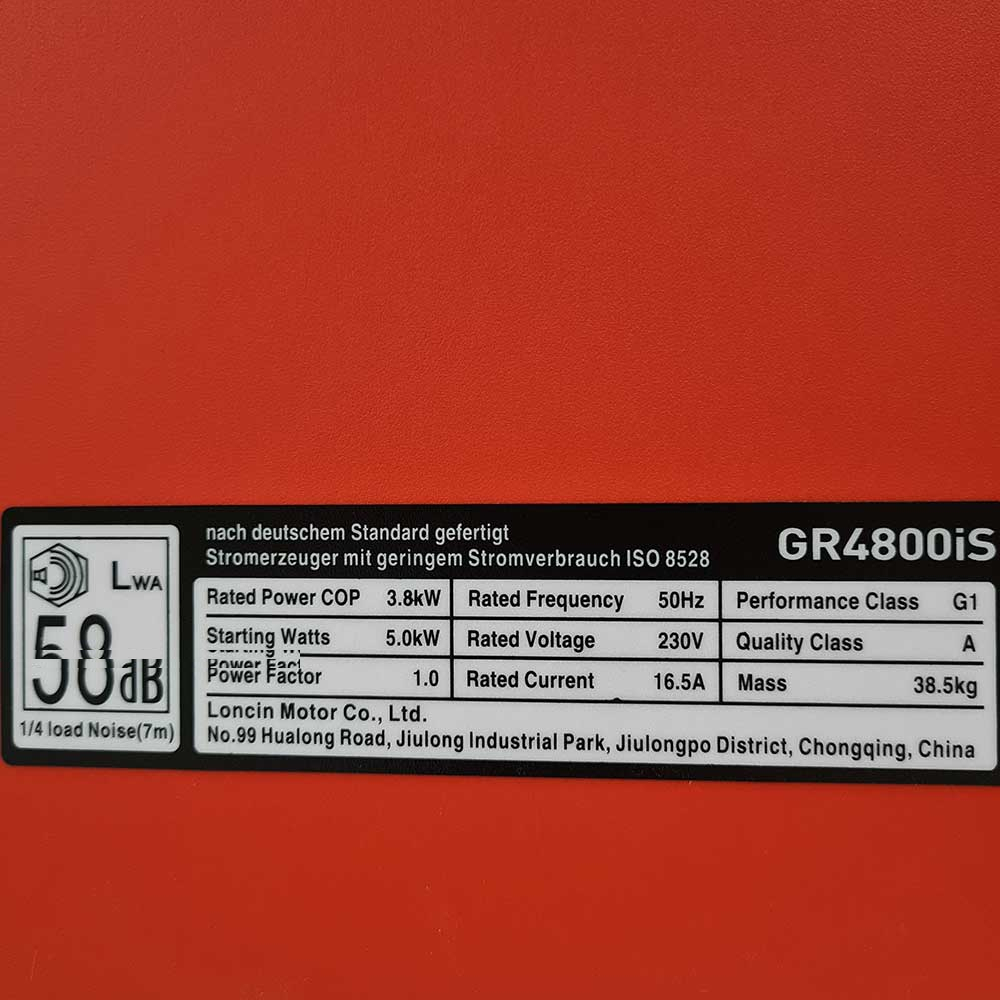 nach deutschem Standard gefertigt
Stromerzeuger mit geringem Stromverbrauch ISO 8528
GR4800iS
LWA
58dB
1/4 load Noise(7m)
Rated Power COP 3.8kW Rated Frequency 50Hz Performance Class G1
Starting Watts 5.0kW Rated Voltage 230V Quality Class A
Power Factor 1.0 Rated Current 16.5A Mass 38.5kg
Loncin Motor Co., Ltd.
No.99 Hualong Road, Jiulong Industrial Park, Jiulongpo District, Chongqing, China